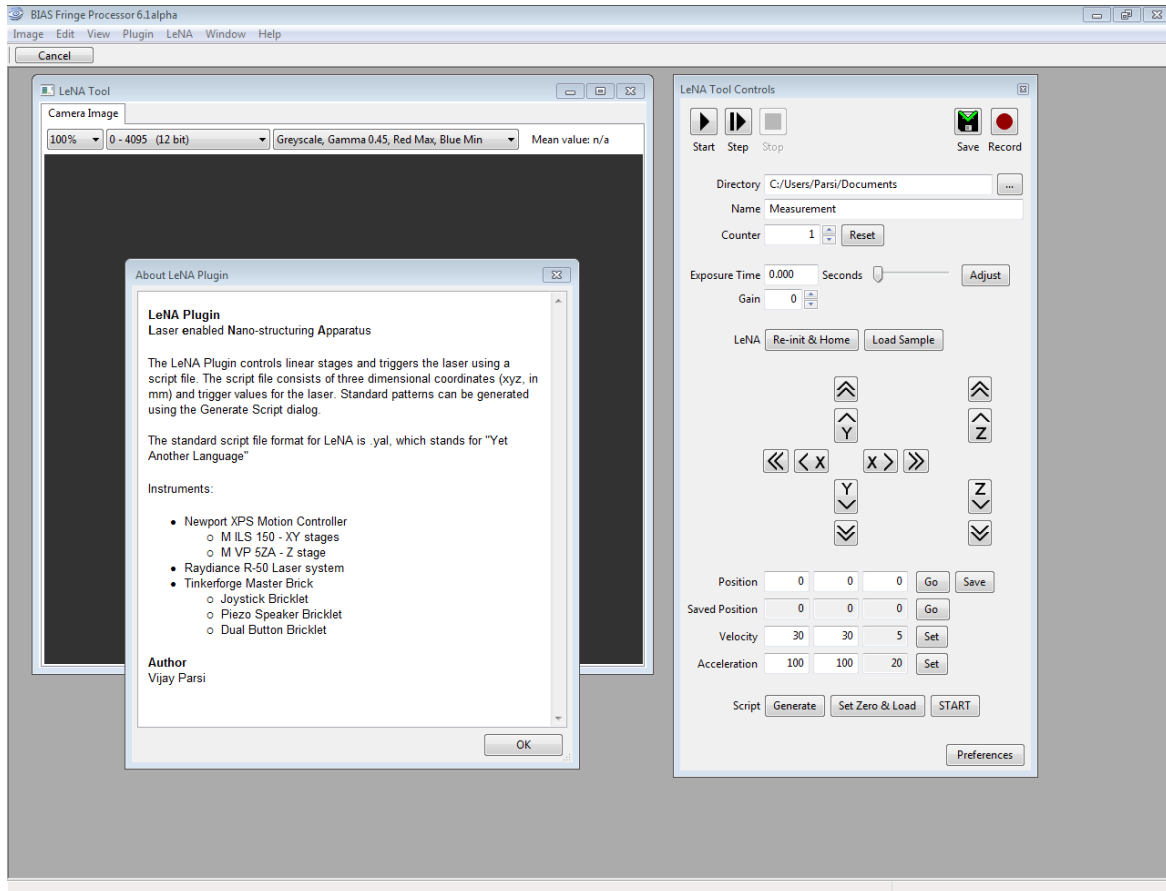 BIAS Fringe Processor 6.1alpha
Image Edit View Plugin LeNA Window Help
Cancel
LeNA Tool
Camera Image
100% 0 - 4095 (12 bit) Greyscale, Gamma 0.45, Red Max, Blue Min Mean value: n/a
About LeNA Plugin
LeNA Plugin
Laser enabled Nano-structuring Apparatus
The LeNA Plugin controls linear stages and triggers the laser using a
script file. The script file consists of three dimensional coordinates (xyz, in
mm) and trigger values for the laser. Standard patterns can be generated
using the Generate Script dialog.
The standard script file format for LeNA is .yal, which stands for "Yet
Another Language"
Instruments:
• Newport XPS Motion Controller
o M ILS 150 - XY stages
o M VP 5ZA - Z stage
• Raydiance R-50 Laser system
• Tinkerforge Master Brick
o Joystick Bricklet
o Piezo Speaker Bricklet
o Dual Button Bricklet
Author
Vijay Parsi
OK
LeNA Tool Controls
Start Step Stop Save Record
Directory C:/Users/Parsi/Documents ...
Name Measurement
Counter 1 Reset
Exposure Time 0.000 Seconds Adjust
Gain 0
LeNA Re-init & Home Load Sample
Y Z
< X X >
Y Z
Position 0 0 0 Go Save
Saved Position 0 0 0 Go
Velocity 30 30 5 Set
Acceleration 100 100 20 Set
Script Generate Set Zero & Load START
Preferences